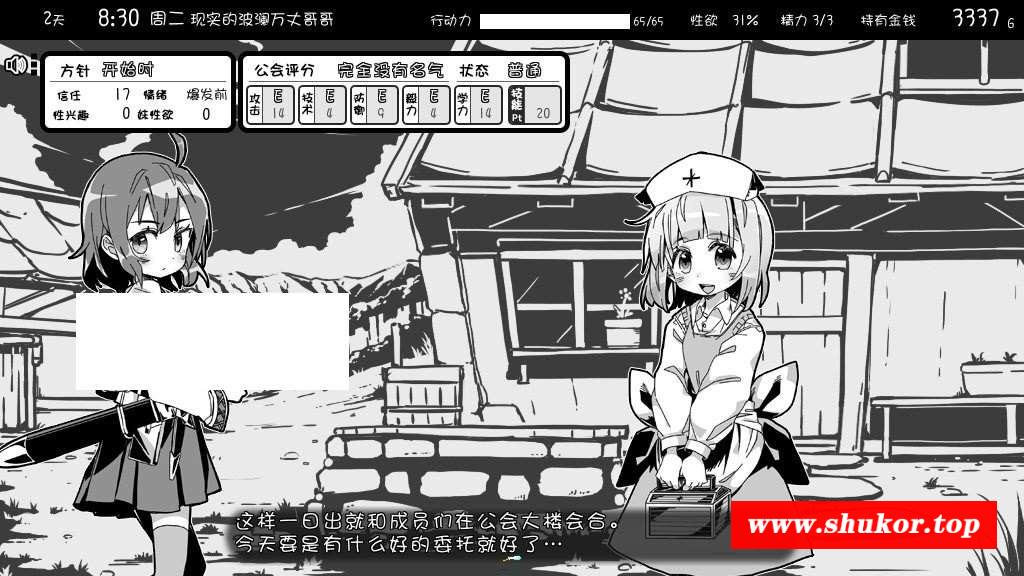 2天 8:30 周二 现实的波澜万丈哥哥 行动力 65/65 性欲 31% 精力 3/3 持有金钱 3337 G
方针 开始时
信任 17 情绪 爆发前
性兴趣 0 妹性欲 0
公会评分 完全没有名气 状态 普通
攻击 E 14 技术 E 4 防御 E 9 毅力 E 4 学力 E 14 技能Pt 20
这样一日出就和成员们在公会大楼会合。
今天要是有什么好的委托就好了…
www.shukor.top